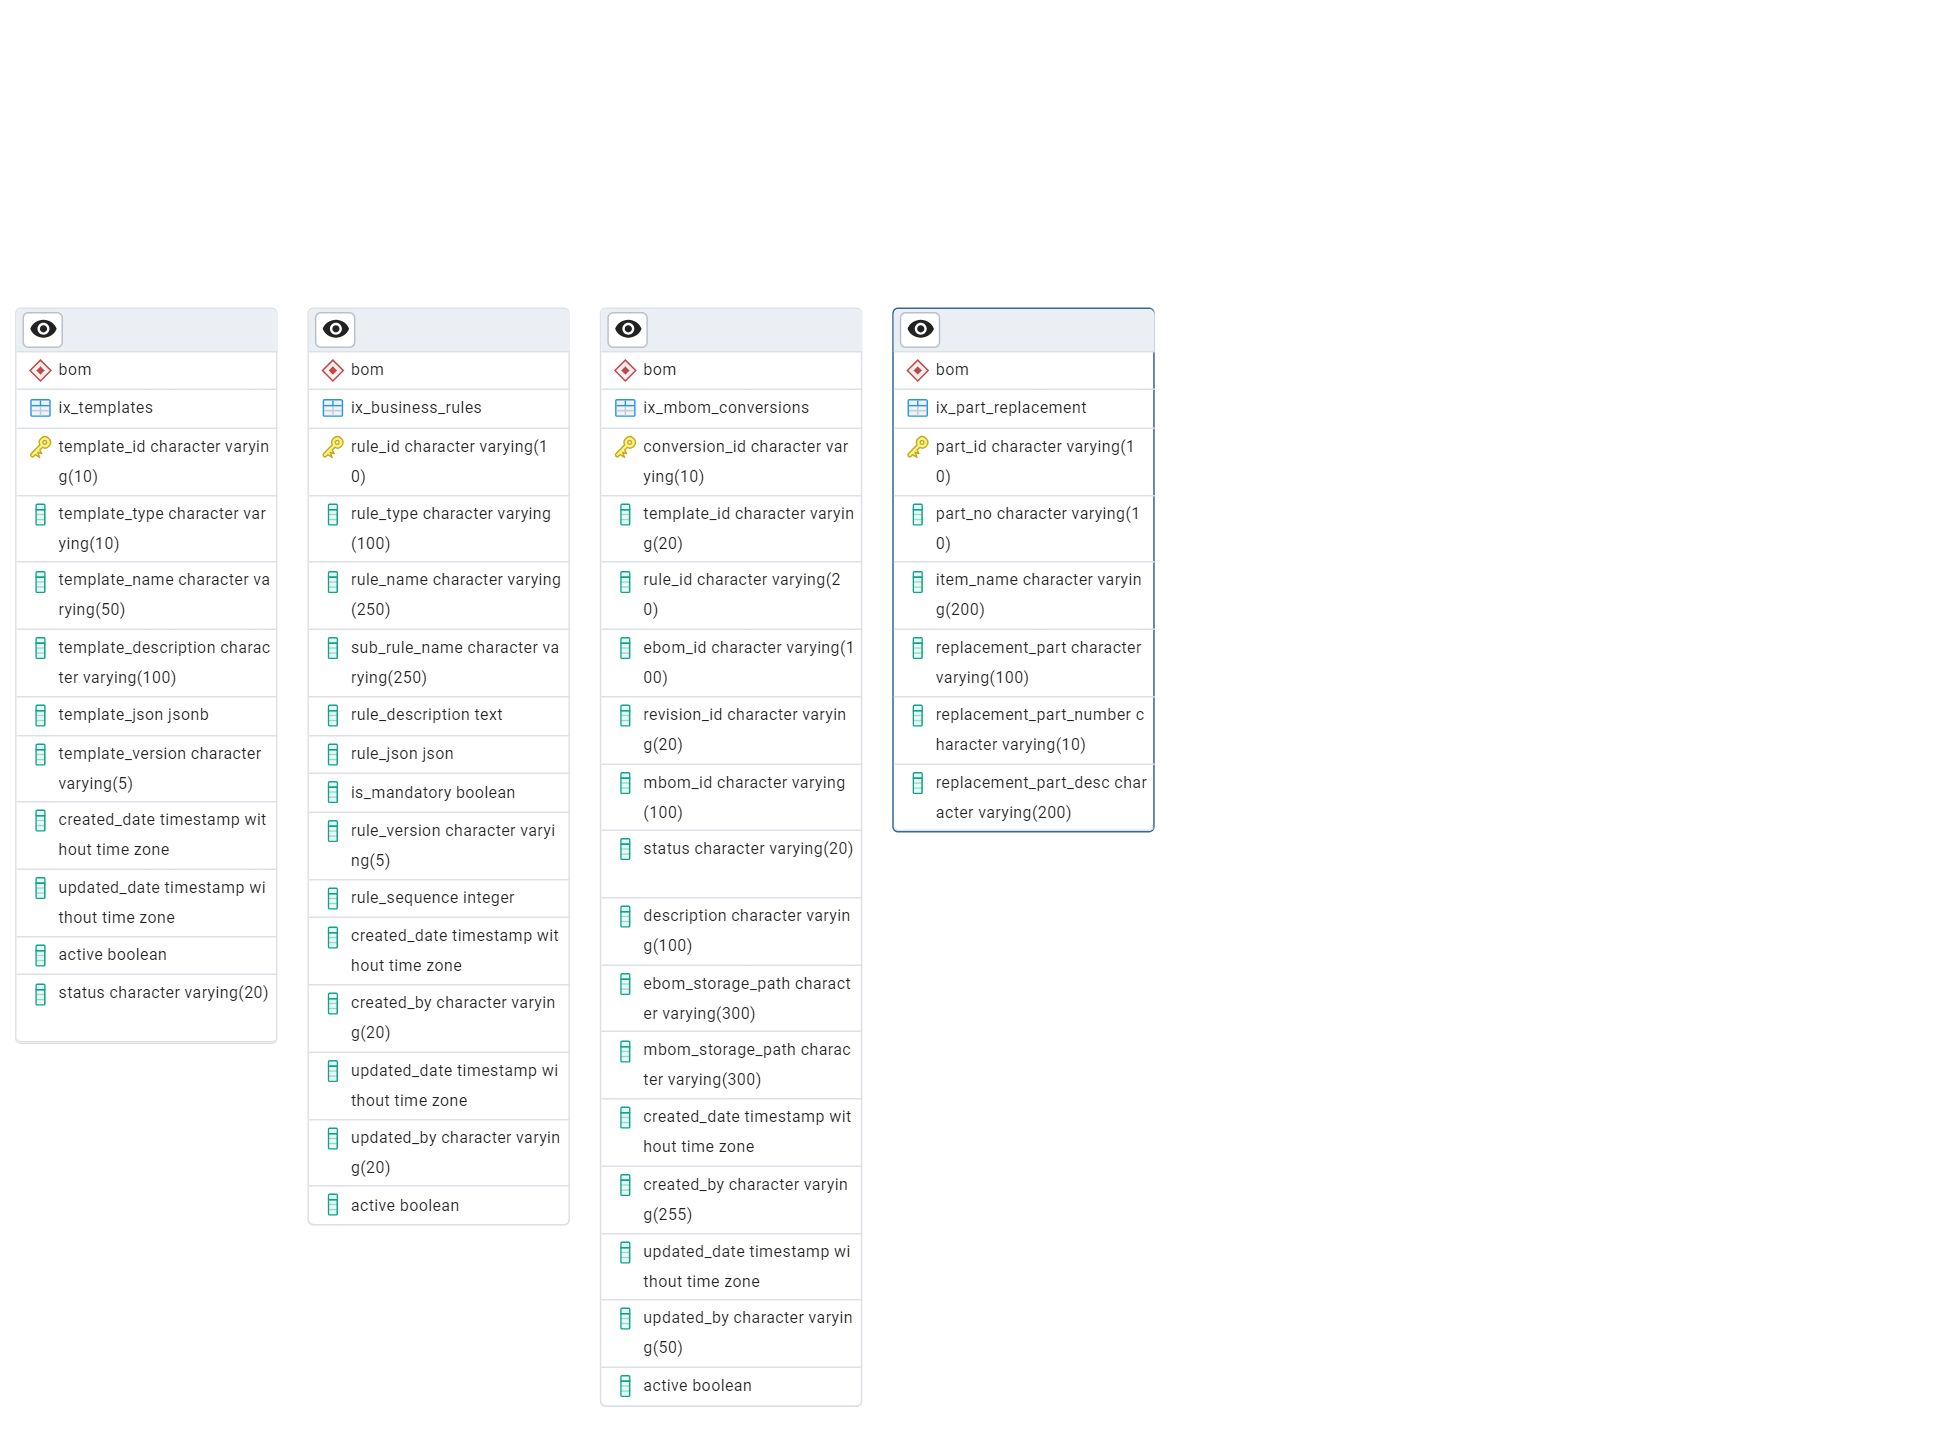 bom
ix_templates
template_id character varyin
g(10)
template_type character var
ying(10)
template_name character va
rying(50)
template_description charac
ter varying(100)
template_json jsonb
template_version character
varying(5)
created_date timestamp wit
hout time zone
updated_date timestamp wi
thout time zone
active boolean
status character varying(20)
bom
ix_business_rules
rule_id character varying(1
0)
rule_type character varying
(100)
rule_name character varying
(250)
sub_rule_name character va
rying(250)
rule_description text
rule_json json
is_mandatory boolean
rule_version character varyi
ng(5)
rule_sequence integer
created_date timestamp wit
hout time zone
created_by character varyin
g(20)
updated_date timestamp wi
thout time zone
updated_by character varyin
g(20)
active boolean
bom
ix_mbom_conversions
conversion_id character var
ying(10)
template_id character varyin
g(20)
rule_id character varying(2
0)
ebom_id character varying(1
00)
revision_id character varyin
g(20)
mbom_id character varying
(100)
status character varying(20)
description character varyin
g(100)
ebom_storage_path charact
er varying(300)
mbom_storage_path charac
ter varying(300)
created_date timestamp wit
hout time zone
created_by character varyin
g(255)
updated_date timestamp wi
thout time zone
updated_by character varyin
g(50)
active boolean
bom
ix_part_replacement
part_id character varying(1
0)
part_no character varying(1
0)
item_name character varyin
g(200)
replacement_part character
varying(100)
replacement_part_number c
haracter varying(10)
replacement_part_desc char
acter varying(200)